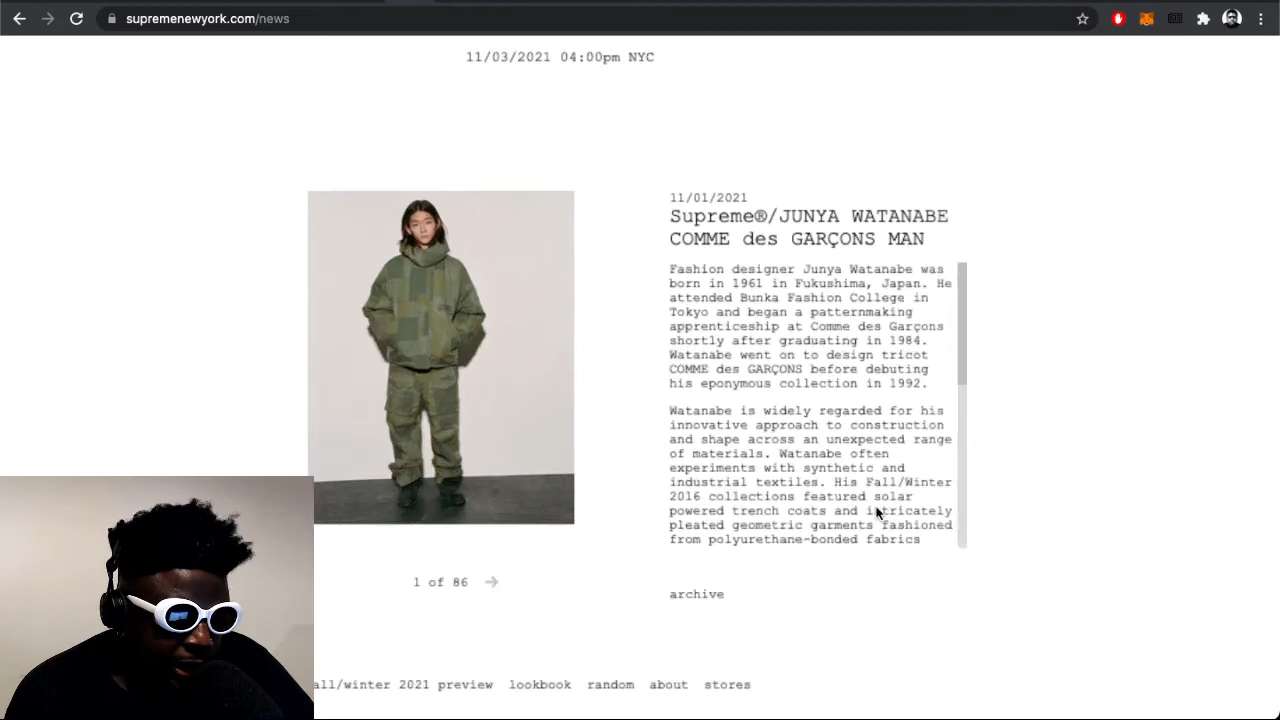 supremenewyork.com/news
11/03/2021 04:00pm NYC
11/01/2021
Supreme®/JUNYA WATANABE
COMME des GARÇONS MAN
Fashion designer Junya Watanabe was
born in 1961 in Fukushima, Japan. He
attended Bunka Fashion College in
Tokyo and began a patternmaking
apprenticeship at Comme des Garçons
shortly after graduating in 1984.
Watanabe went on to design tricot
COMME des GARÇONS before debuting
his eponymous collection in 1992.
Watanabe is widely regarded for his
innovative approach to construction
and shape across an unexpected range
of materials. Watanabe often
experiments with synthetic and
industrial textiles. His Fall/Winter
2016 collections featured solar
powered trench coats and intricately
pleated geometric garments fashioned
from polyurethane-bonded fabrics
1 of 86
archive
all/winter 2021 preview lookbook random about stores